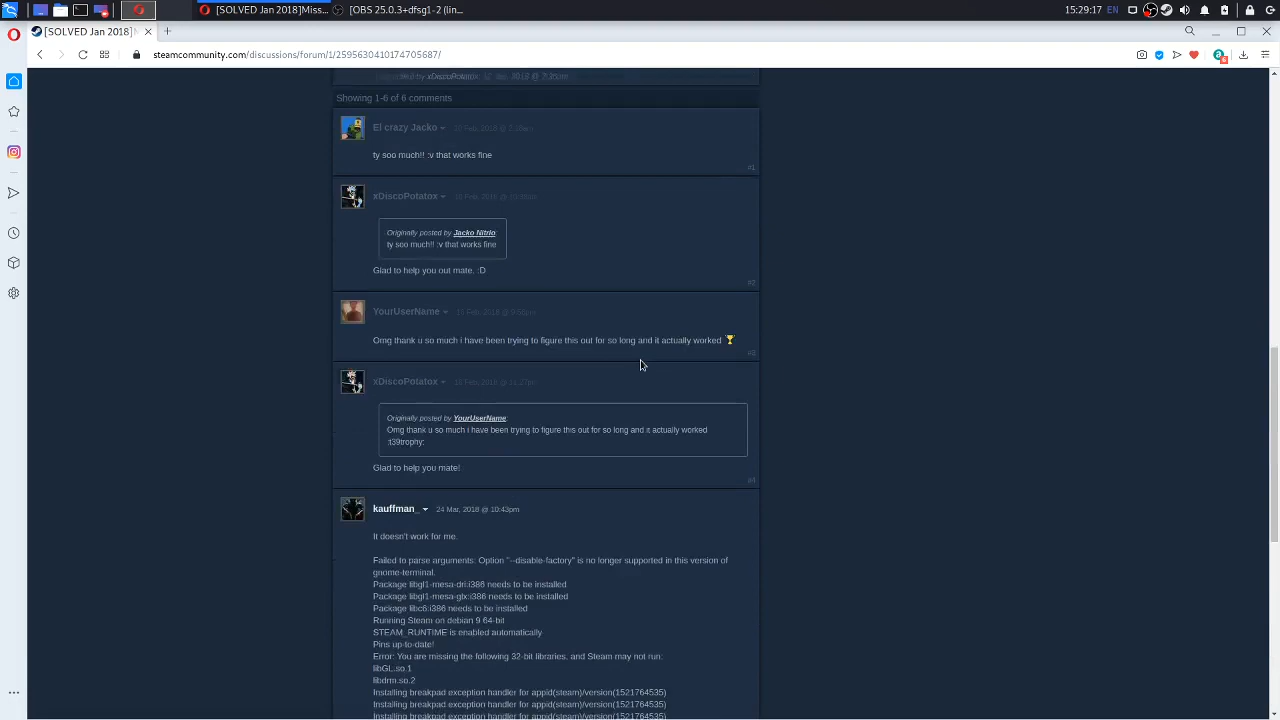 [SOLVED Jan 2018]Miss...
[OBS 25.0.3+dfsg1-2 (lin...
15:29:17 EN
[SOLVED Jan 2018]
steamcommunity.com/discussions/forum/1/2595630410174705687/
Showing 1-6 of 6 comments
El crazy Jacko
ty soo much!! :v that works fine
#1
xDiscoPotatox
Originally posted by Jacko Nitrio:
ty soo much!! :v that works fine
Glad to help you out mate. :D
#2
YourUserName
Omg thank u so much i have been trying to figure this out for so long and it actually worked
#3
xDiscoPotatox
Originally posted by YourUserName:
Omg thank u so much i have been trying to figure this out for so long and it actually worked
:t39trophy:
Glad to help you mate!
#4
kauffman_ 24 Mar, 2018 @ 10:43pm
It doesn't work for me.
Failed to parse arguments: Option "--disable-factory" is no longer supported in this version of
gnome-terminal.
Package libgl1-mesa-dri:i386 needs to be installed
Package libgl1-mesa-glx:i386 needs to be installed
Package libc6:i386 needs to be installed
Running Steam on debian 9 64-bit
STEAM_RUNTIME is enabled automatically
Pins up-to-date!
Error: You are missing the following 32-bit libraries, and Steam may not run:
libGL.so.1
libdrm.so.2
Installing breakpad exception handler for appid(steam)/version(1521764535)
Installing breakpad exception handler for appid(steam)/version(1521764535)
Installing breakpad exception handler for appid(steam)/version(1521764535)